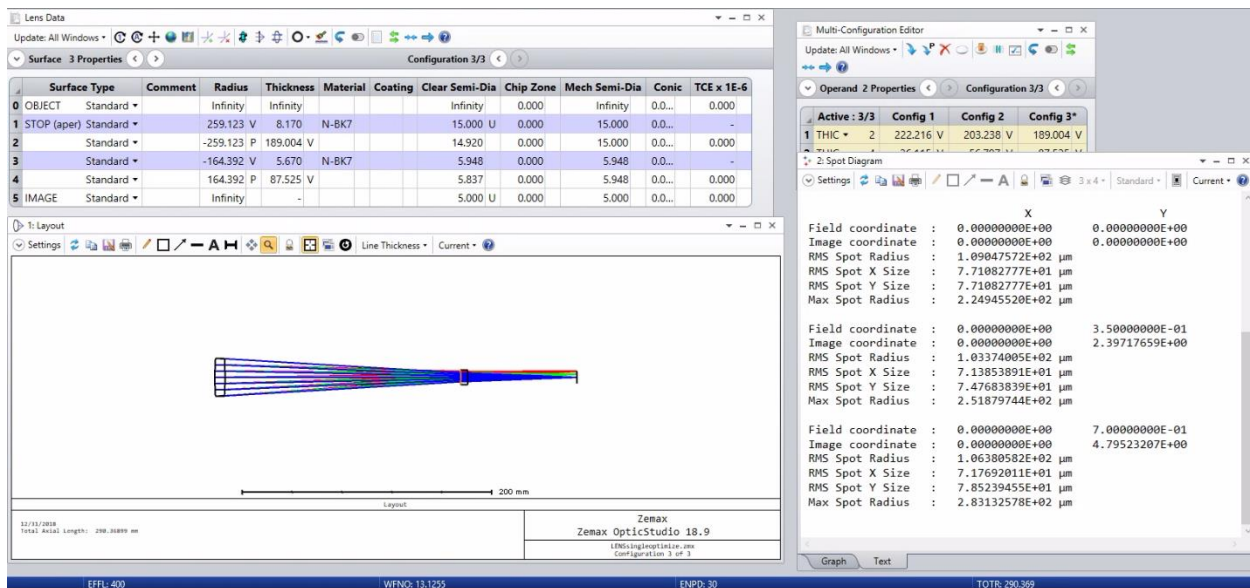 Lens Data
Update: All Windows
Surface 3 Properties Configuration 3/3
Surface Type Comment Radius Thickness Material Coating Clear Semi-Dia Chip Zone Mech Semi-Dia Conic TCE x 1E-6
0 OBJECT Standard Infinity Infinity Infinity 0.000 Infinity 0.0... 0.000
1 STOP (aper) Standard 259.123 V 8.170 N-BK7 15.000 U 0.000 15.000 0.0... -
2 Standard -259.123 P 189.004 V 14.920 0.000 15.000 0.0... 0.000
3 Standard -164.392 V 5.670 N-BK7 5.948 0.000 5.948 0.0... -
4 Standard 164.392 P 87.525 V 5.837 0.000 5.948 0.0... 0.000
5 IMAGE Standard Infinity - 5.000 U 0.000 5.000 0.0... 0.000
1: Layout
Settings Line Thickness Current
200 mm
Layout
12/31/2018
Total Axial Length: 290.36899 mm
Zemax
Zemax OpticStudio 18.9
LENSsingleoptimize.zmx
Configuration 3 of 3
Multi-Configuration Editor
Update: All Windows
Operand 2 Properties Configuration 3/3
Active : 3/3 Config 1 Config 2 Config 3*
1 THIC 2 222.216 V 203.238 V 189.004 V
2: Spot Diagram
Settings 3 x 4 Standard Current
X Y
Field coordinate : 0.00000000E+00 0.00000000E+00
Image coordinate : 0.00000000E+00 0.00000000E+00
RMS Spot Radius : 1.09047572E+02 µm
RMS Spot X Size : 7.71082777E+01 µm
RMS Spot Y Size : 7.71082777E+01 µm
Max Spot Radius : 2.24945520E+02 µm
Field coordinate : 0.00000000E+00 3.50000000E-01
Image coordinate : 0.00000000E+00 2.39717659E+00
RMS Spot Radius : 1.03374005E+02 µm
RMS Spot X Size : 7.13853891E+01 µm
RMS Spot Y Size : 7.47683839E+01 µm
Max Spot Radius : 2.51879744E+02 µm
Field coordinate : 0.00000000E+00 7.00000000E-01
Image coordinate : 0.00000000E+00 4.79523207E+00
RMS Spot Radius : 1.06380582E+02 µm
RMS Spot X Size : 7.17692011E+01 µm
RMS Spot Y Size : 7.85239455E+01 µm
Max Spot Radius : 2.83132578E+02 µm
Graph Text
EFFL: 400 WFNO: 13.1255 ENPD: 30 TOTR: 290.369